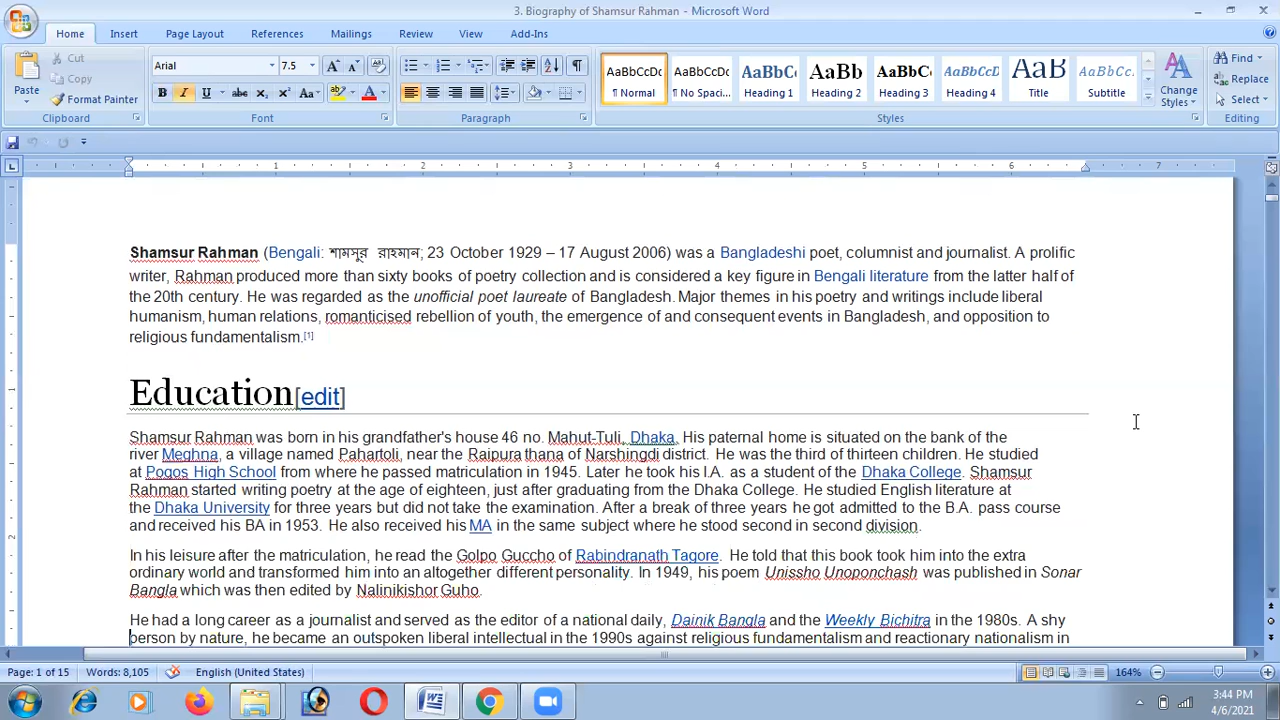 3. Biography of Shamsur Rahman - Microsoft Word
Home Insert Page Layout References Mailings Review View Add-Ins
Paste
Cut
Copy
Format Painter
Clipboard
Arial 7.5
Font
Paragraph
AaBbCcDc AaBbCcDc AaBbC AaBb AaBbC AaBbCcD AaB AaBbCc.
¶ Normal ¶ No Spaci... Heading 1 Heading 2 Heading 3 Heading 4 Title Subtitle
Styles
Change Styles
Find
Replace
Select
Editing
1 2 3 4 5 6 7
Shamsur Rahman (Bengali: শামসুর রাহমান; 23 October 1929 – 17 August 2006) was a Bangladeshi poet, columnist and journalist. A prolific
writer, Rahman produced more than sixty books of poetry collection and is considered a key figure in Bengali literature from the latter half of
the 20th century. He was regarded as the unofficial poet laureate of Bangladesh. Major themes in his poetry and writings include liberal
humanism, human relations, romanticised rebellion of youth, the emergence of and consequent events in Bangladesh, and opposition to
religious fundamentalism.[1]
Education[edit]
Shamsur Rahman was born in his grandfather's house 46 no. Mahut-Tuli, Dhaka. His paternal home is situated on the bank of the
river Meghna, a village named Pahartoli, near the Raipura thana of Narshingdi district. He was the third of thirteen children. He studied
at Pogos High School from where he passed matriculation in 1945. Later he took his I.A. as a student of the Dhaka College. Shamsur
Rahman started writing poetry at the age of eighteen, just after graduating from the Dhaka College. He studied English literature at
the Dhaka University for three years but did not take the examination. After a break of three years he got admitted to the B.A. pass course
and received his BA in 1953. He also received his MA in the same subject where he stood second in second division.
In his leisure after the matriculation, he read the Golpo Guccho of Rabindranath Tagore. He told that this book took him into the extra
ordinary world and transformed him into an altogether different personality. In 1949, his poem Unissho Unoponchash was published in Sonar
Bangla which was then edited by Nalinikishor Guho.
He had a long career as a journalist and served as the editor of a national daily, Dainik Bangla and the Weekly Bichitra in the 1980s. A shy
person by nature, he became an outspoken liberal intellectual in the 1990s against religious fundamentalism and reactionary nationalism in
Page: 1 of 15 Words: 8,105 English (United States) 164%
3:44 PM
4/6/2021